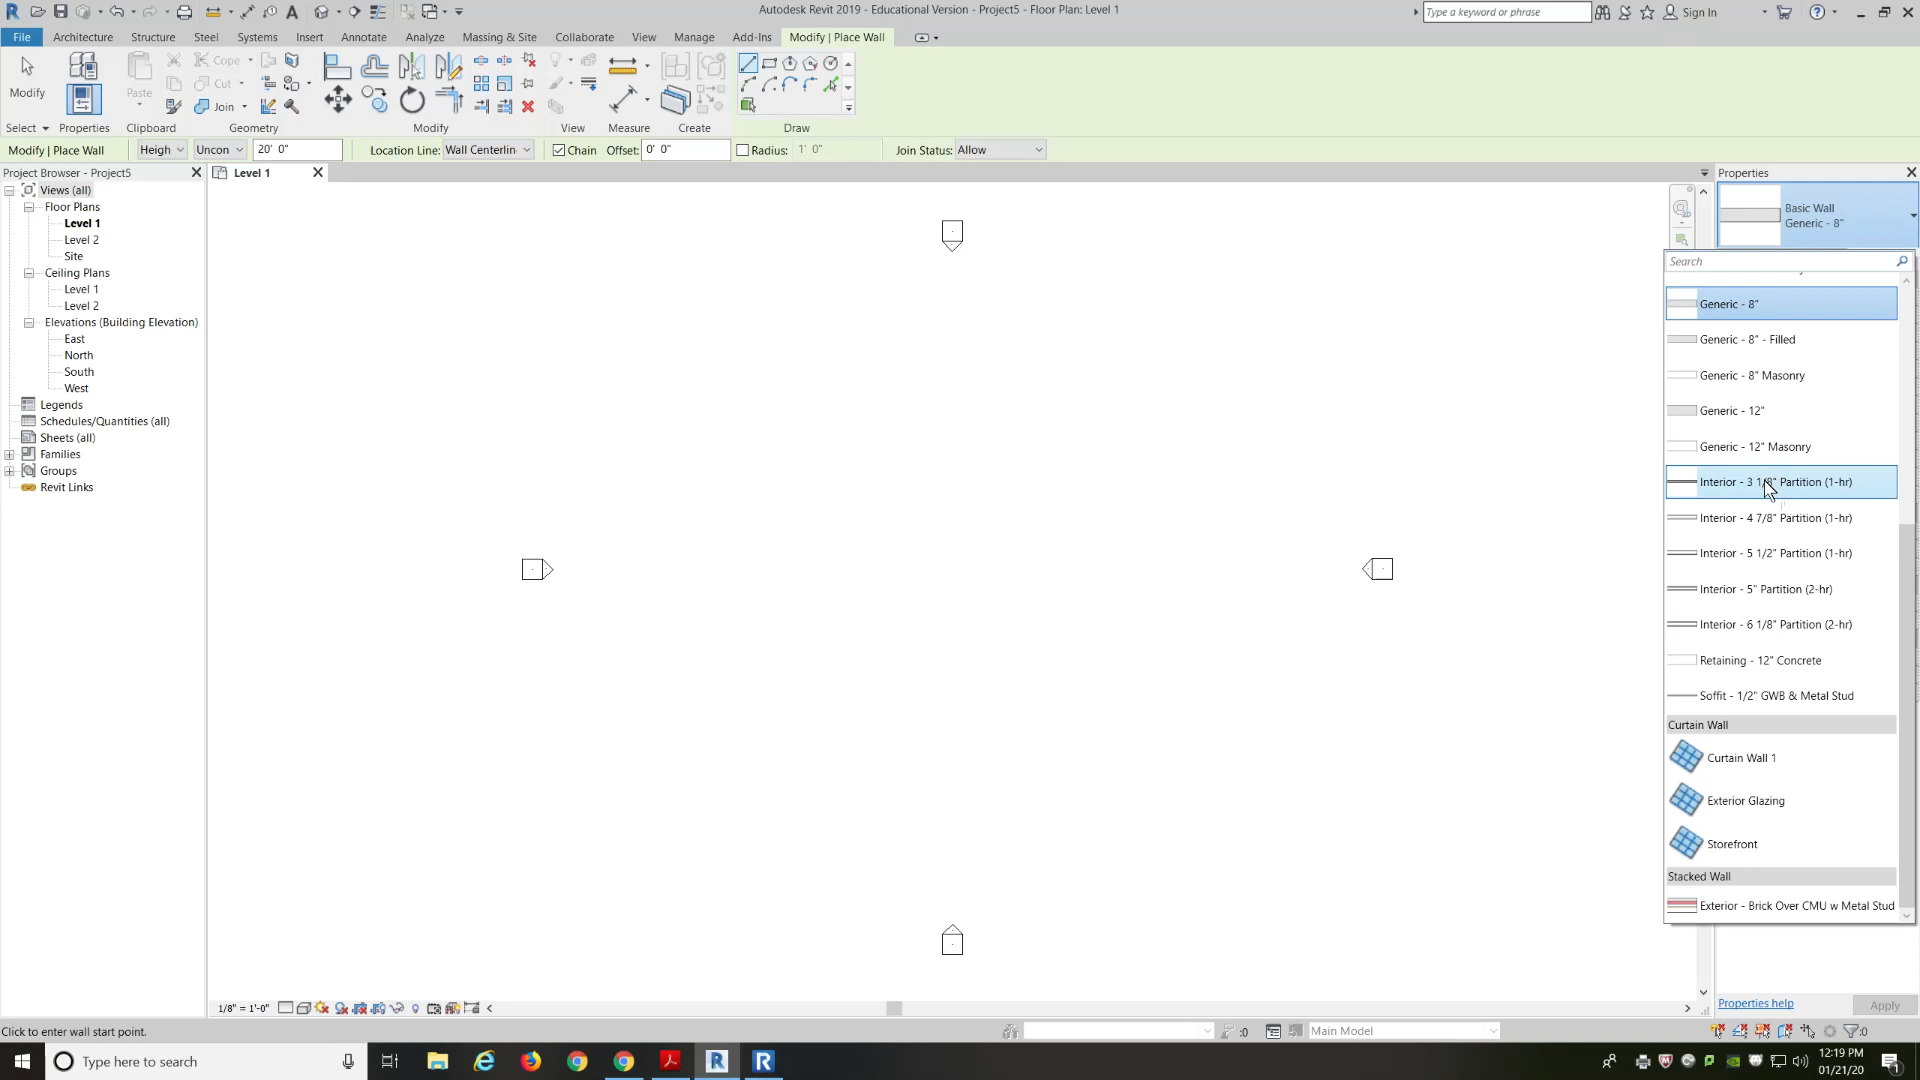 Autodesk Revit 2019 - Educational Version - Project5 - Floor Plan: Level 1
Type a keyword or phrase
Sign In
File Architecture Structure Steel Systems Insert Annotate Analyze Massing & Site Collaborate View Manage Add-Ins Modify | Place Wall
Modify
Paste
Cope
Cut
Join
Select Properties Clipboard Geometry Modify View Measure Create Draw
Modify | Place Wall Heigh Uncon 20' 0" Location Line: Wall Centerlin Chain Offset: 0' 0" Radius: 1' 0" Join Status: Allow
Project Browser - Project5
Views (all)
Floor Plans
Level 1
Level 2
Site
Ceiling Plans
Level 1
Level 2
Elevations (Building Elevation)
East
North
South
West
Legends
Schedules/Quantities (all)
Sheets (all)
Families
Groups
Revit Links
Level 1
Properties
Basic Wall
Generic - 8"
Search
Generic - 8"
Generic - 8" - Filled
Generic - 8" Masonry
Generic - 12"
Generic - 12" Masonry
Interior - 3 1/8" Partition (1-hr)
Interior - 4 7/8" Partition (1-hr)
Interior - 5 1/2" Partition (1-hr)
Interior - 5" Partition (2-hr)
Interior - 6 1/8" Partition (2-hr)
Retaining - 12" Concrete
Soffit - 1/2" GWB & Metal Stud
Curtain Wall
Curtain Wall 1
Exterior Glazing
Storefront
Stacked Wall
Exterior - Brick Over CMU w Metal Stud
Properties help
Apply
1/8" = 1'-0"
Click to enter wall start point.
:0
Main Model
:0
Type here to search
12:19 PM
01/21/20
1